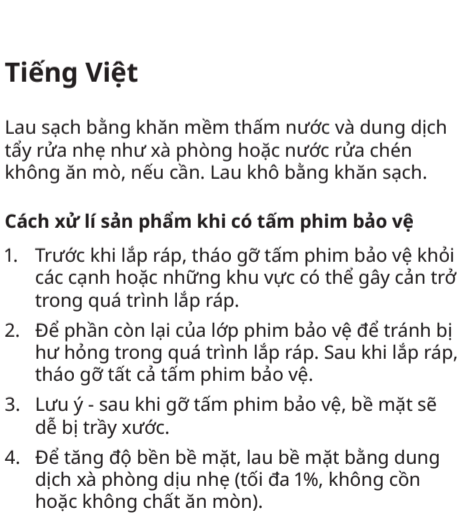 Tiếng Việt
Lau sạch bằng khăn mềm thấm nước và dung dịch
tẩy rửa nhẹ như xà phòng hoặc nước rửa chén
không ăn mò, nếu cần. Lau khô bằng khăn sạch.
Cách xử lí sản phẩm khi có tấm phim bảo vệ
1. Trước khi lắp ráp, tháo gỡ tấm phim bảo vệ khỏi
các cạnh hoặc những khu vực có thể gây cản trở
trong quá trình lắp ráp.
2. Để phần còn lại của lớp phim bảo vệ để tránh bị
hư hỏng trong quá trình lắp ráp. Sau khi lắp ráp,
tháo gỡ tất cả tấm phim bảo vệ.
3. Lưu ý - sau khi gỡ tấm phim bảo vệ, bề mặt sẽ
dễ bị trầy xước.
4. Để tăng độ bền bề mặt, lau bề mặt bằng dung
dịch xà phòng dịu nhẹ (tối đa 1%, không cồn
hoặc không chất ăn mòn).